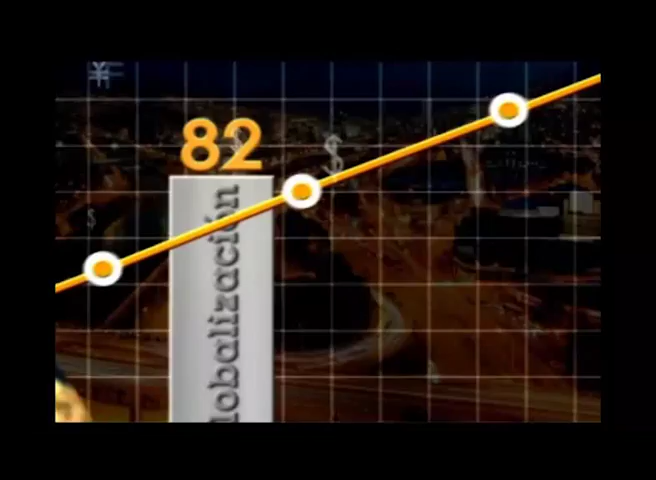 ¥
82
$
$
lobalización